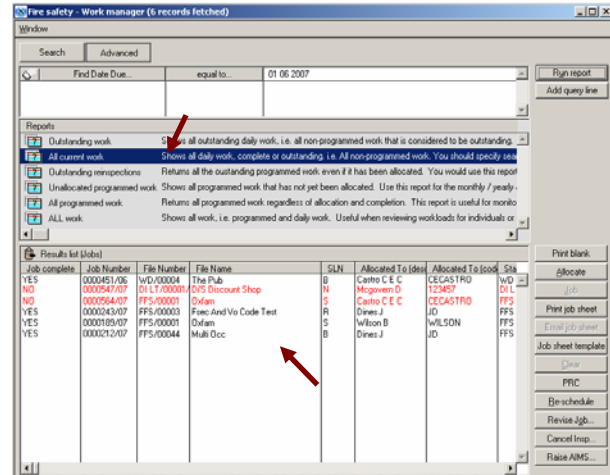 Fire safety - Work manager (6 records fetched)
Window
Search Advanced
Find Date Due... equal to... 01 06 2007
Run report
Add query line
Reports
Outstanding work Shows all outstanding daily work, i.e. all non-programmed work that is considered to be outstanding.
All current work Shows all daily work, complete or outstanding, i.e. All non-programmed work. You should specify sea
Outstanding reinspections Returns all the oustanding programmed work even if it has been allocated. You would use this report
Unallocated programmed work Shows all programmed work that has not yet been allocated. Use this report for the monthly / yearly
All programmed work Returns all programmed work regardless of allocation and completion. This report is useful for monito
ALL work Shows all work, i.e. programmed and daily work. Useful when reviewing workloads for individuals or
Results list (Jobs)
Job complete Job Number File Number File Name SLN Allocated To (desc Allocated To (code Sta
YES 0000451/06 WD/00004 The Pub B Castro C E C CECASTRO WD
NO 0000547/07 DI LT/00001/ DiS Discount Shop N Mcgovern D 123457 DI L
NO 0000564/07 FFS/00001 Oxfam S Castro C E C CECASTRO FFS
YES 0000243/07 FFS/00003 Fsec And Vo Code Test R Dines J JD FFS
YES 0000189/07 FFS/00001 Oxfam S Wilson B WILSON FFS
YES 0000212/07 FFS/00044 Multi Occ B Dines J JD FFS
Print blank
Allocate
Job
Print job sheet
Email job sheet
Job sheet template
Clear
PRC
Re-schedule
Revise Job...
Cancel Insp...
Raise AIMS...